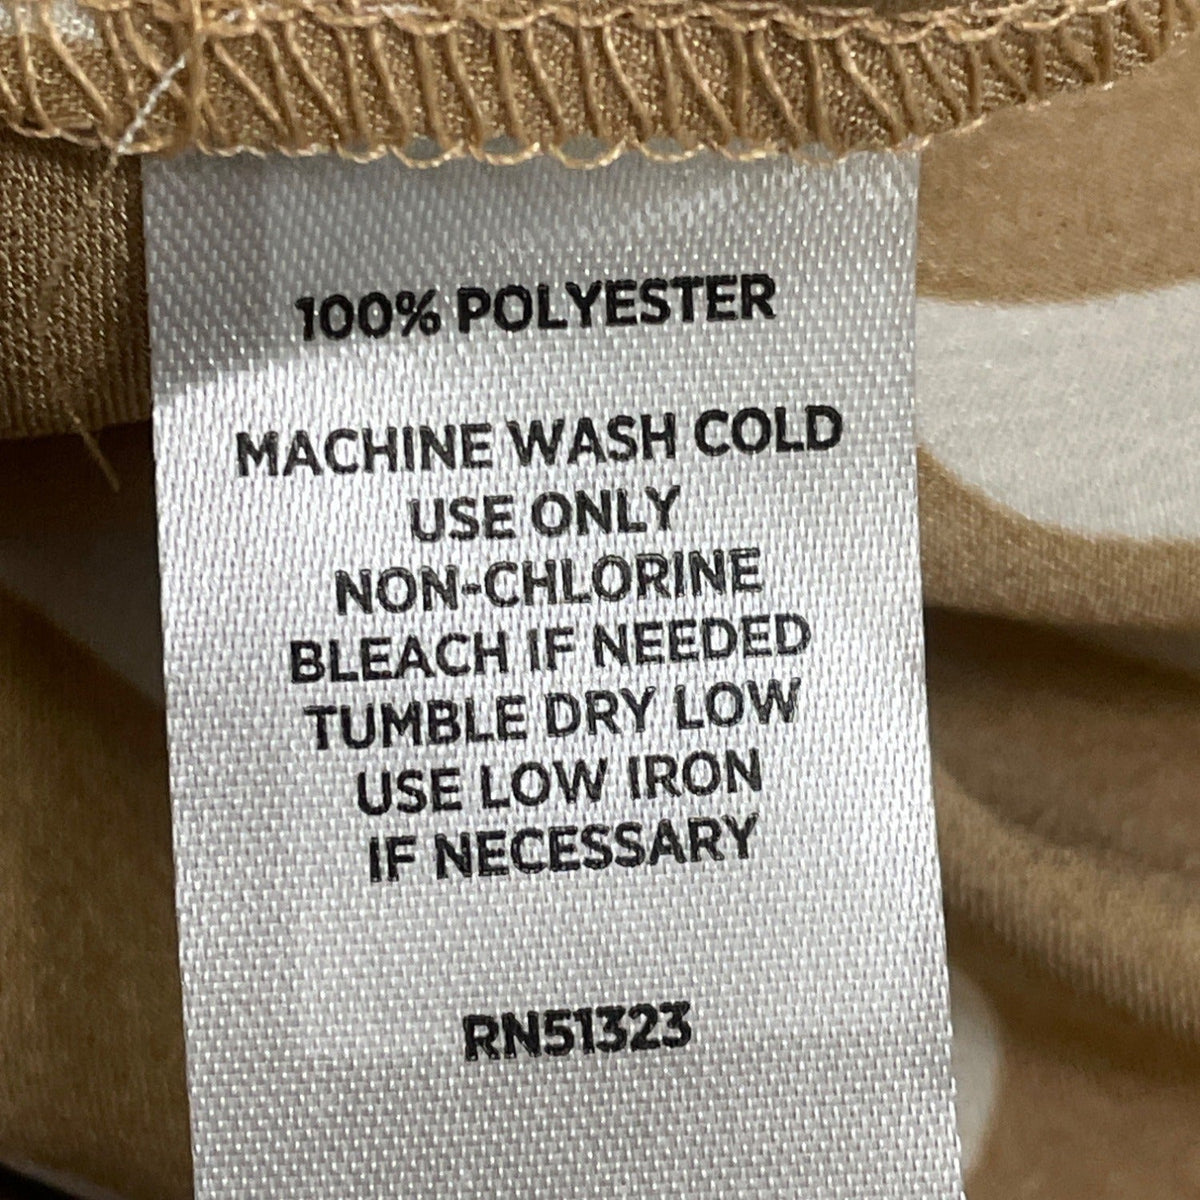 100% POLYESTER
MACHINE WASH COLD
USE ONLY
NON-CHLORINE
BLEACH IF NEEDED
TUMBLE DRY LOW
USE LOW IRON
IF NECESSARY
RN51323